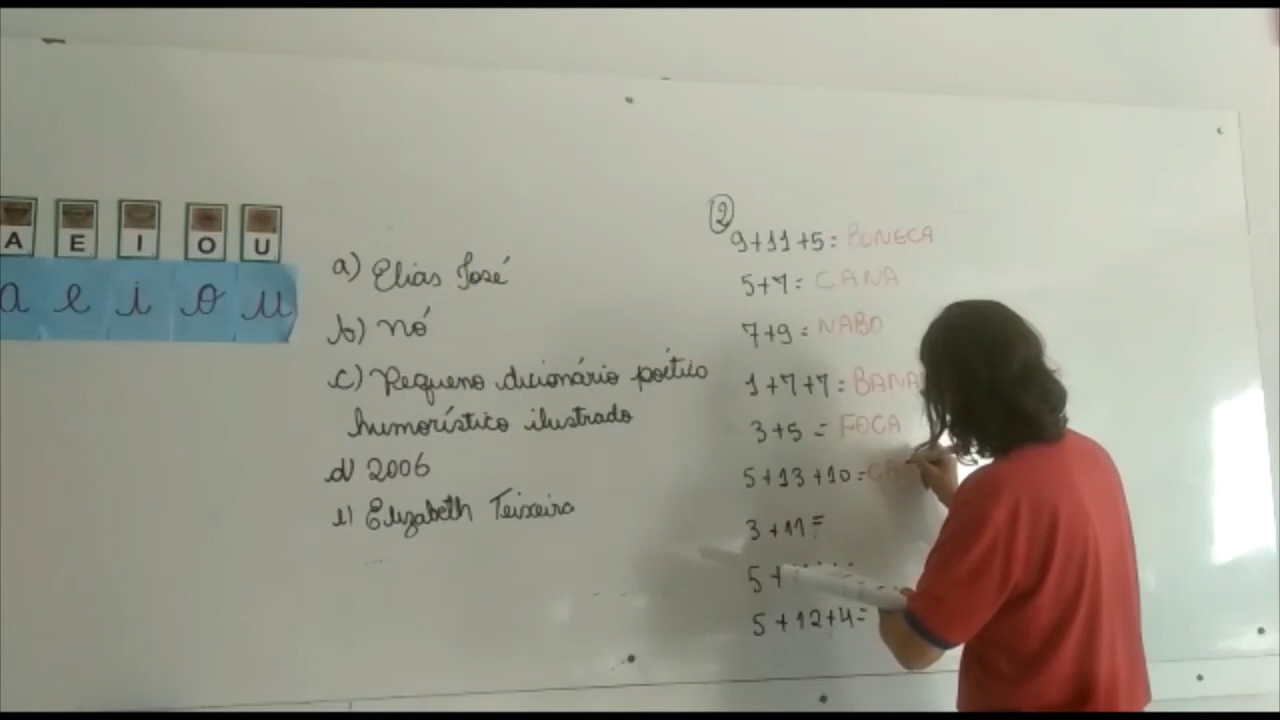 A E I O U
a e i o u
a) Elias José
b) nó
c) Pequeno dicionário poético
humorístico ilustrado
d) 2006
e) Elizabeth Teixeira
2
9+11+5= BONECA
5+7= CANA
7+9= NABO
1+7+7= BANA
3+5= FOCA
5+13+10=
3+11=
5+
5+12+4=